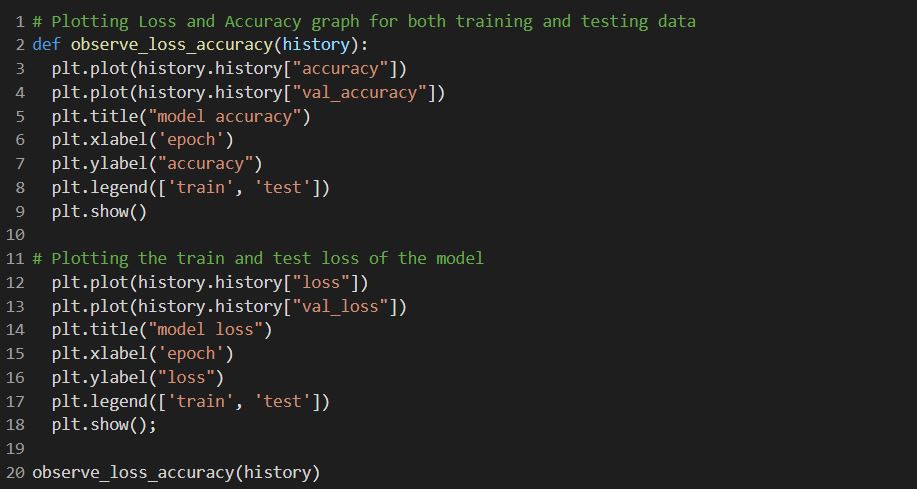 1 # Plotting Loss and Accuracy graph for both training and testing data
2 def observe_loss_accuracy(history):
3   plt.plot(history.history["accuracy"])
4   plt.plot(history.history["val_accuracy"])
5   plt.title("model accuracy")
6   plt.xlabel('epoch')
7   plt.ylabel("accuracy")
8   plt.legend(['train', 'test'])
9   plt.show()
10
11 # Plotting the train and test loss of the model
12   plt.plot(history.history["loss"])
13   plt.plot(history.history["val_loss"])
14   plt.title("model loss")
15   plt.xlabel('epoch')
16   plt.ylabel("loss")
17   plt.legend(['train', 'test'])
18   plt.show();
19
20 observe_loss_accuracy(history)